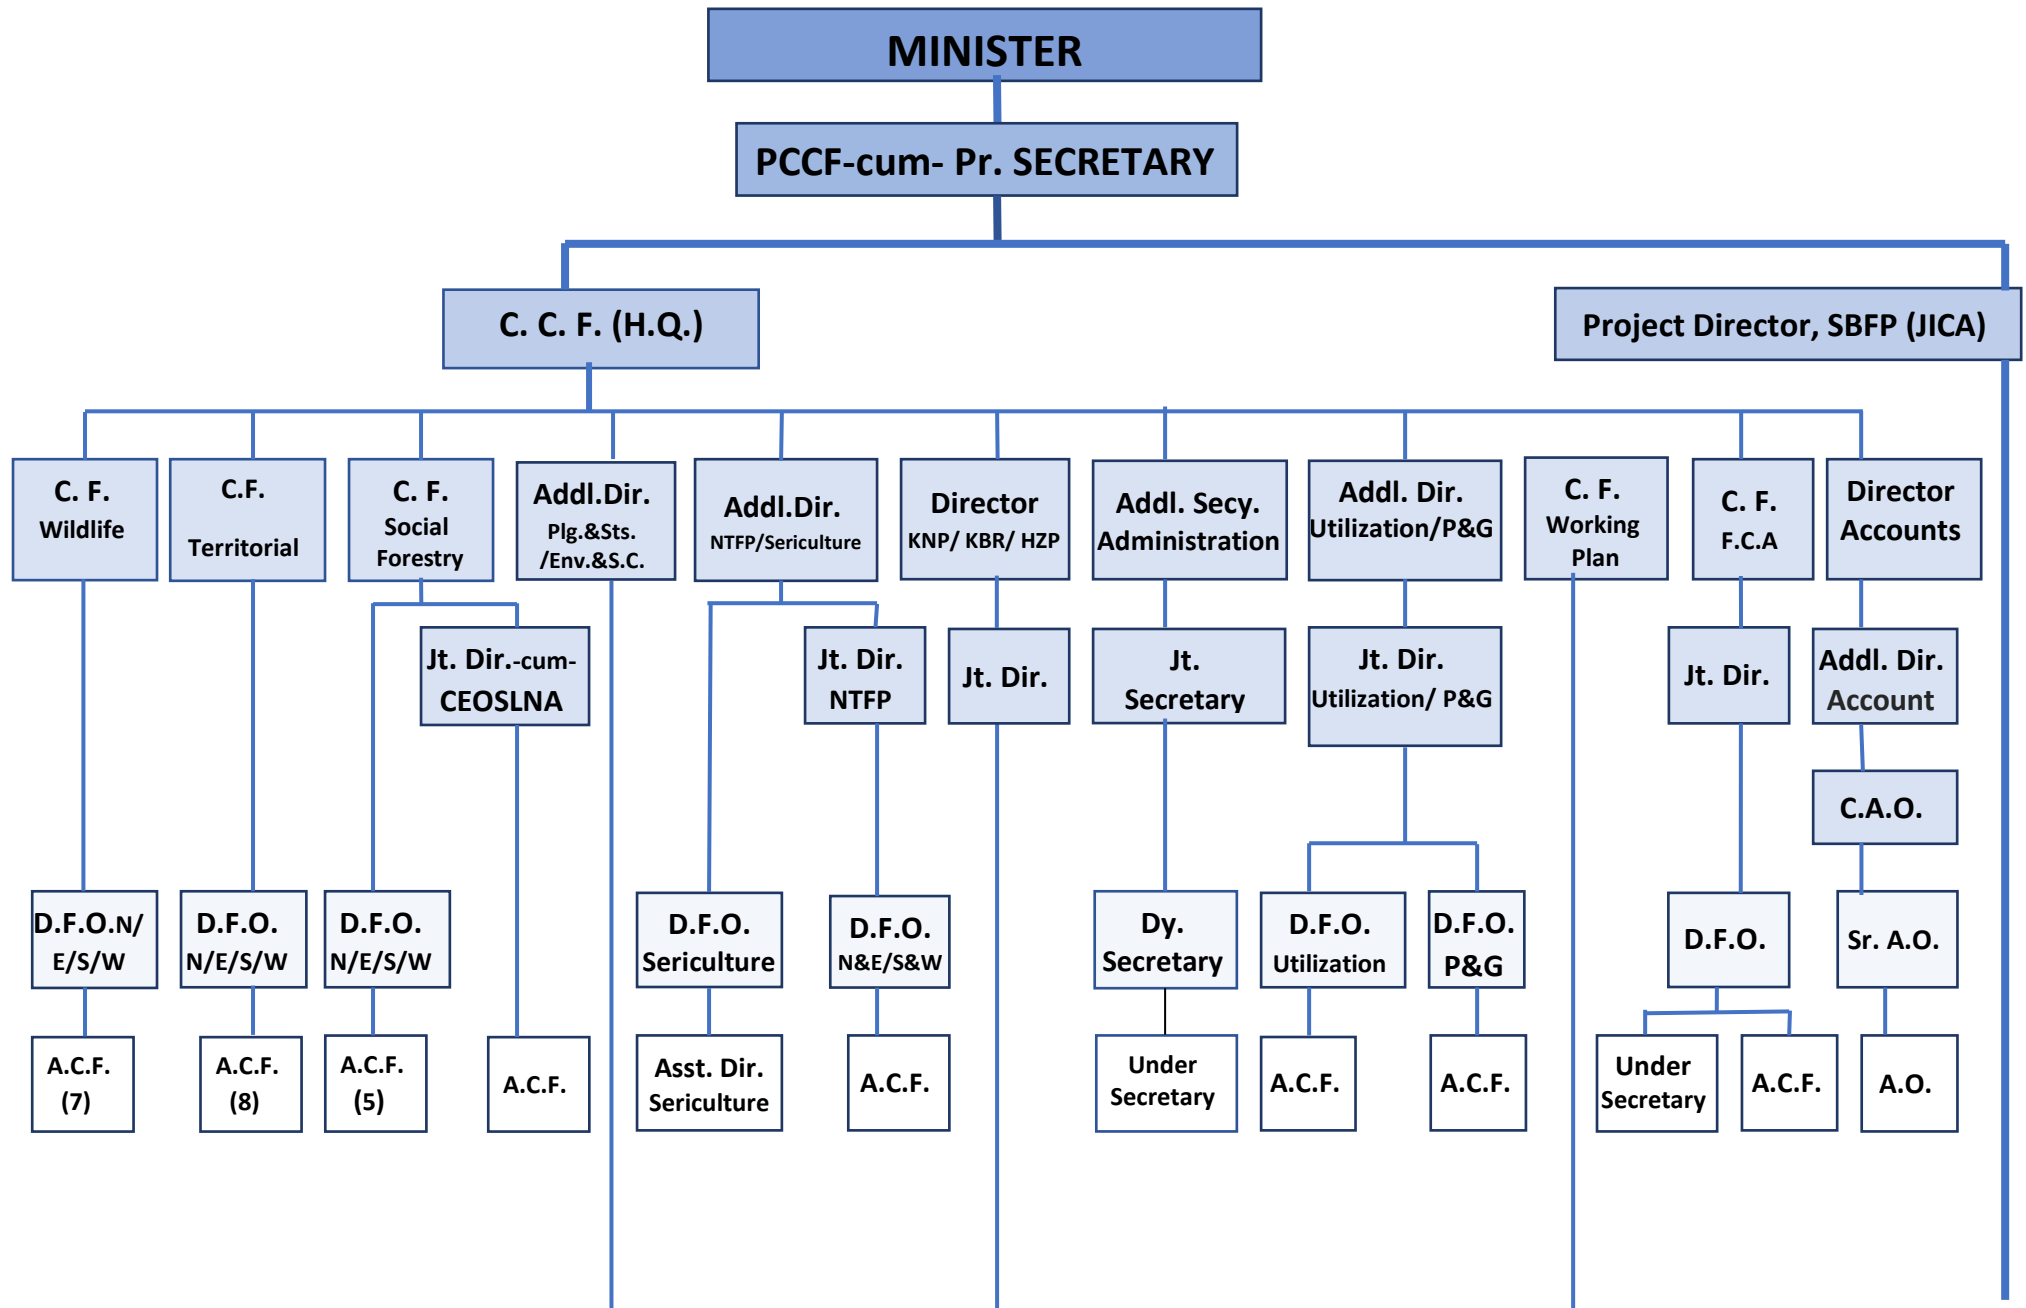 MINISTER
PCCF-cum- Pr. SECRETARY
C. C. F. (H.Q.)
Project Director, SBFP (JICA)
C. F.
Wildlife
C.F.
Territorial
C. F.
Social
Forestry
Addl.Dir.
Plg.&Sts.
/Env.&S.C.
Addl.Dir.
NTFP/Sericulture
Director
KNP/ KBR/ HZP
Addl. Secy.
Administration
Addl. Dir.
Utilization/P&G
C. F.
Working
Plan
C. F.
F.C.A
Director
Accounts
Jt. Dir.-cum-
CEOSLNA
Jt. Dir.
NTFP
Jt. Dir.
Jt.
Secretary
Jt. Dir.
Utilization/ P&G
Jt. Dir.
Addl. Dir.
Account
C.A.O.
D.F.O.N/
E/S/W
D.F.O.
N/E/S/W
D.F.O.
N/E/S/W
D.F.O.
Sericulture
D.F.O.
N&E/S&W
Dy.
Secretary
D.F.O.
Utilization
D.F.O.
P&G
D.F.O.
Sr. A.O.
A.C.F.
(7)
A.C.F.
(8)
A.C.F.
(5)
A.C.F.
Asst. Dir.
Sericulture
A.C.F.
Under
Secretary
A.C.F.
A.C.F.
Under
Secretary
A.C.F.
A.O.